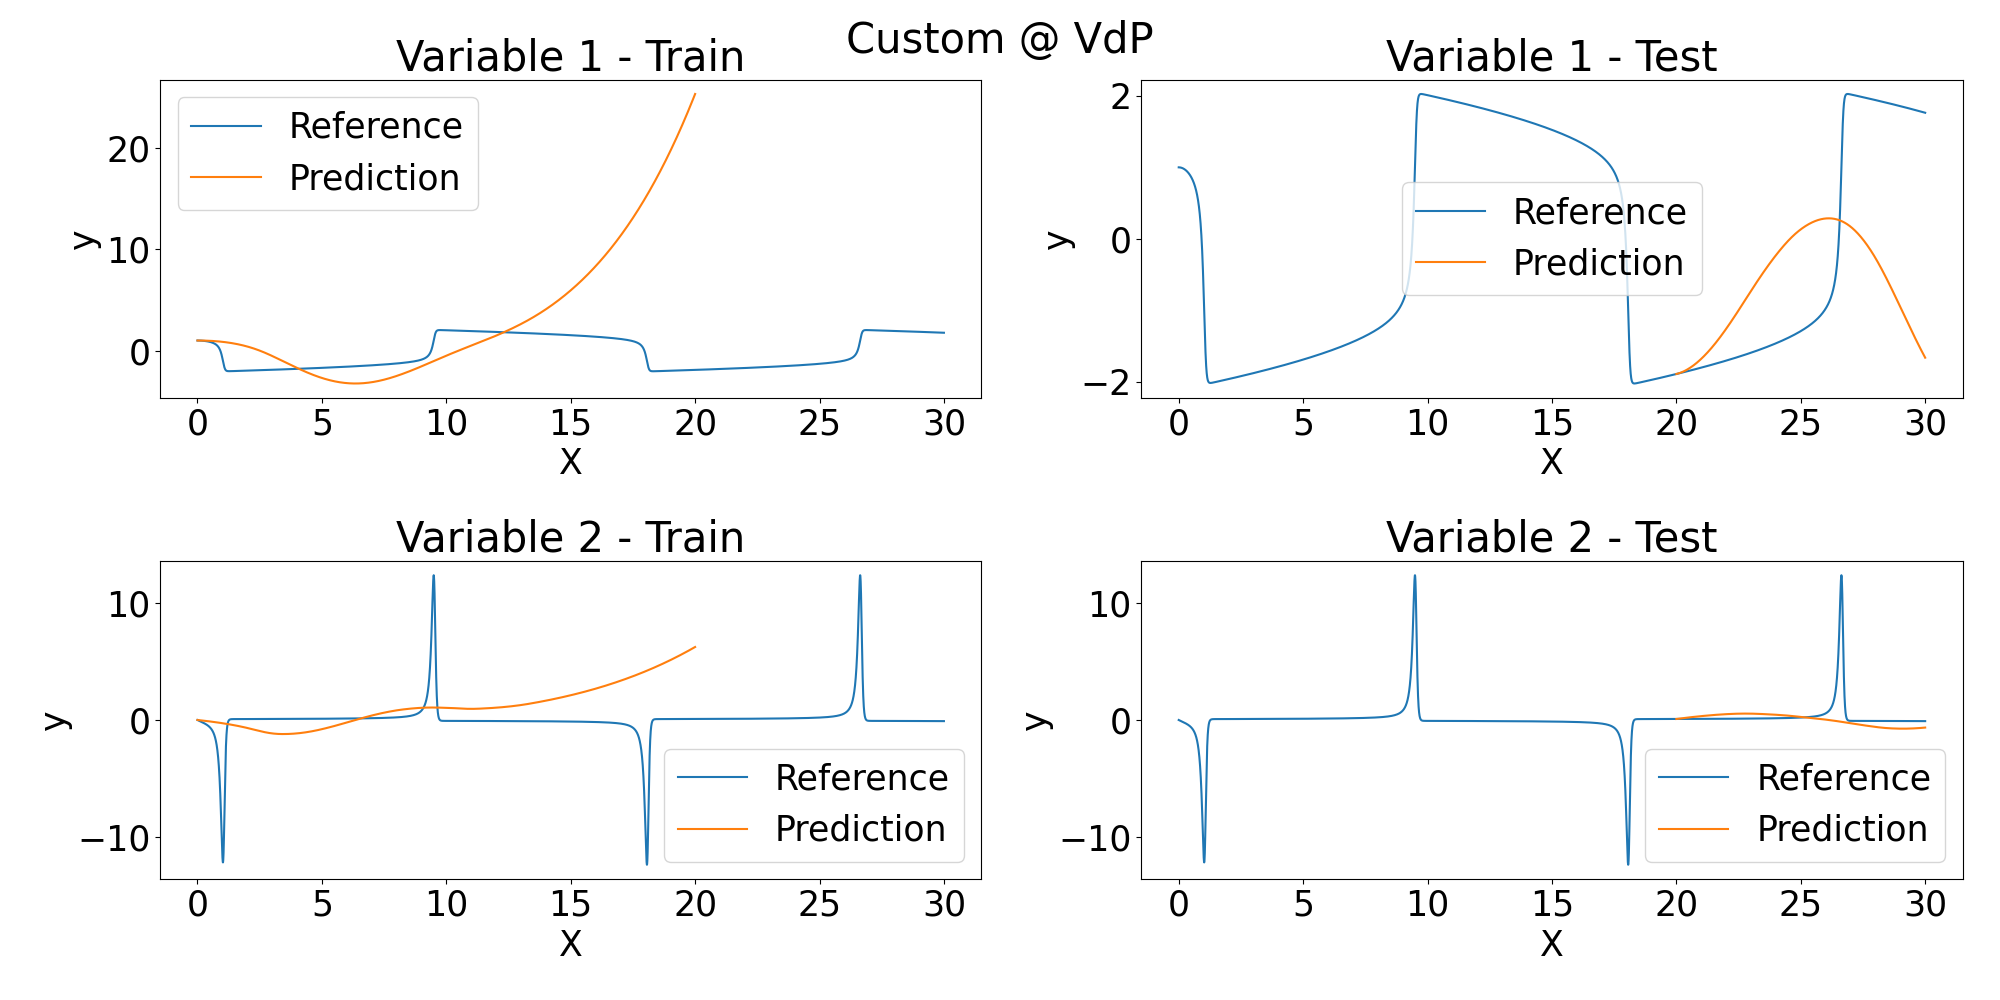 Custom @ VdP
Variable 1 - Train
Reference
Prediction
20
10
0
y
0 5 10 15 20 25 30
X
Variable 1 - Test
Reference
Prediction
2
0
−2
y
0 5 10 15 20 25 30
X
Variable 2 - Train
10
0
−10
y
Reference
Prediction
0 5 10 15 20 25 30
X
Variable 2 - Test
10
0
−10
y
Reference
Prediction
0 5 10 15 20 25 30
X